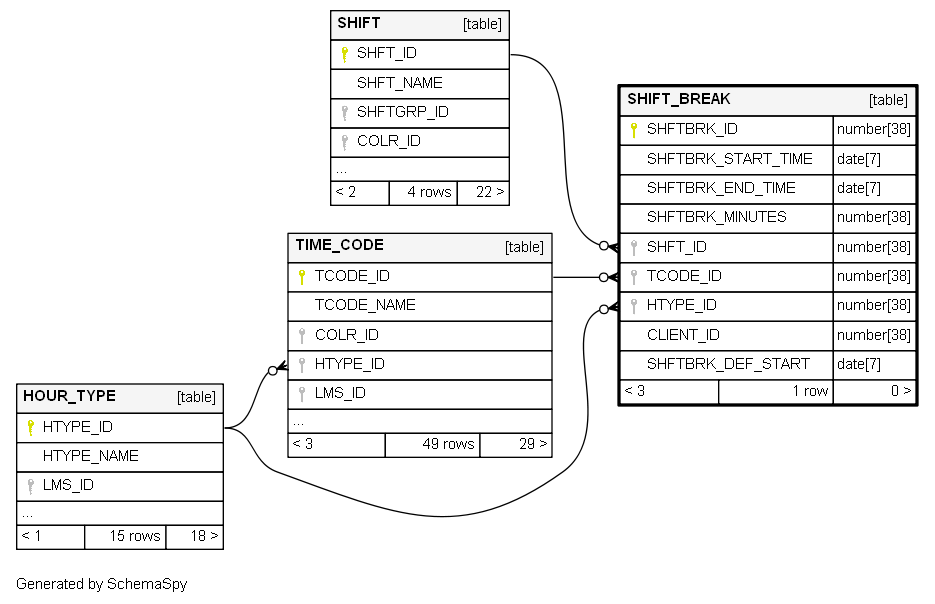 SHIFT [table]
SHFT_ID
SHFT_NAME
SHFTGRP_ID
COLR_ID
...
< 2 4 rows 22 >
SHIFT_BREAK [table]
SHFTBRK_ID number[38]
SHFTBRK_START_TIME date[7]
SHFTBRK_END_TIME date[7]
SHFTBRK_MINUTES number[38]
SHFT_ID number[38]
TCODE_ID number[38]
HTYPE_ID number[38]
CLIENT_ID number[38]
SHFTBRK_DEF_START date[7]
< 3 1 row 0 >
TIME_CODE [table]
TCODE_ID
TCODE_NAME
COLR_ID
HTYPE_ID
LMS_ID
...
< 3 49 rows 29 >
HOUR_TYPE [table]
HTYPE_ID
HTYPE_NAME
LMS_ID
...
< 1 15 rows 18 >
Generated by SchemaSpy